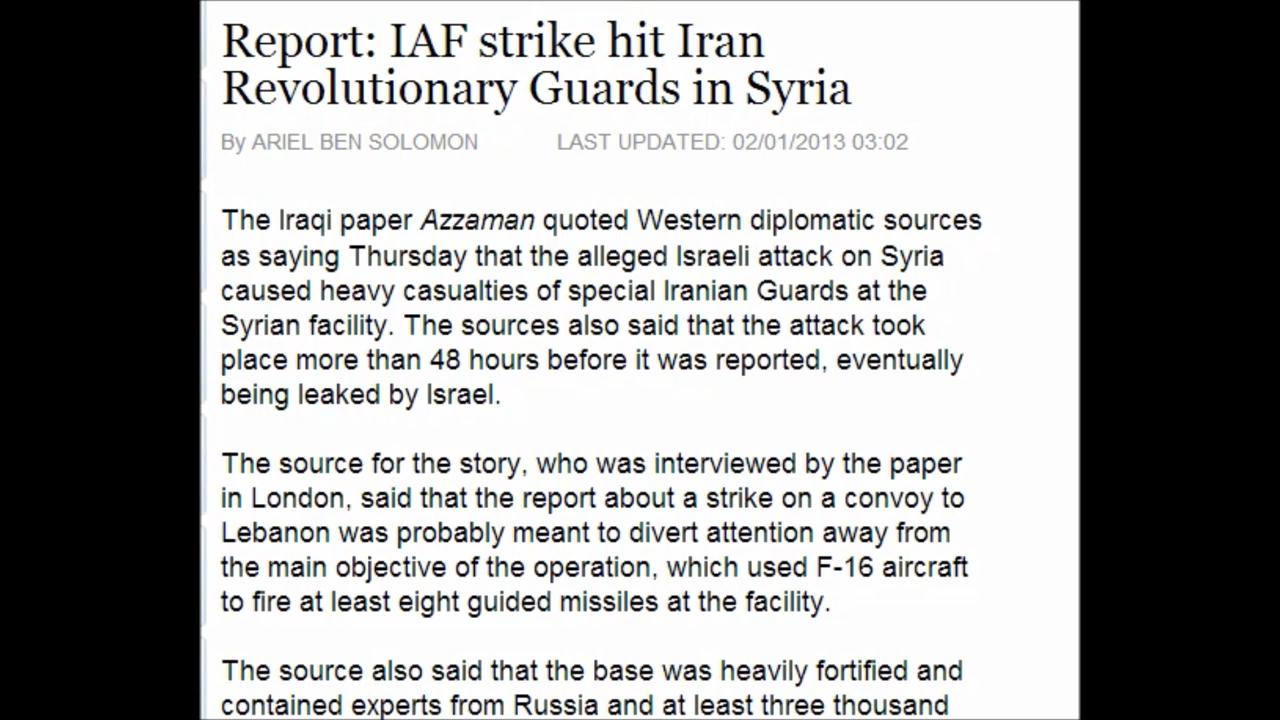 Report: IAF strike hit Iran
Revolutionary Guards in Syria
By ARIEL BEN SOLOMON LAST UPDATED: 02/01/2013 03:02
The Iraqi paper Azzaman quoted Western diplomatic sources
as saying Thursday that the alleged Israeli attack on Syria
caused heavy casualties of special Iranian Guards at the
Syrian facility. The sources also said that the attack took
place more than 48 hours before it was reported, eventually
being leaked by Israel.
The source for the story, who was interviewed by the paper
in London, said that the report about a strike on a convoy to
Lebanon was probably meant to divert attention away from
the main objective of the operation, which used F-16 aircraft
to fire at least eight guided missiles at the facility.
The source also said that the base was heavily fortified and
contained experts from Russia and at least three thousand